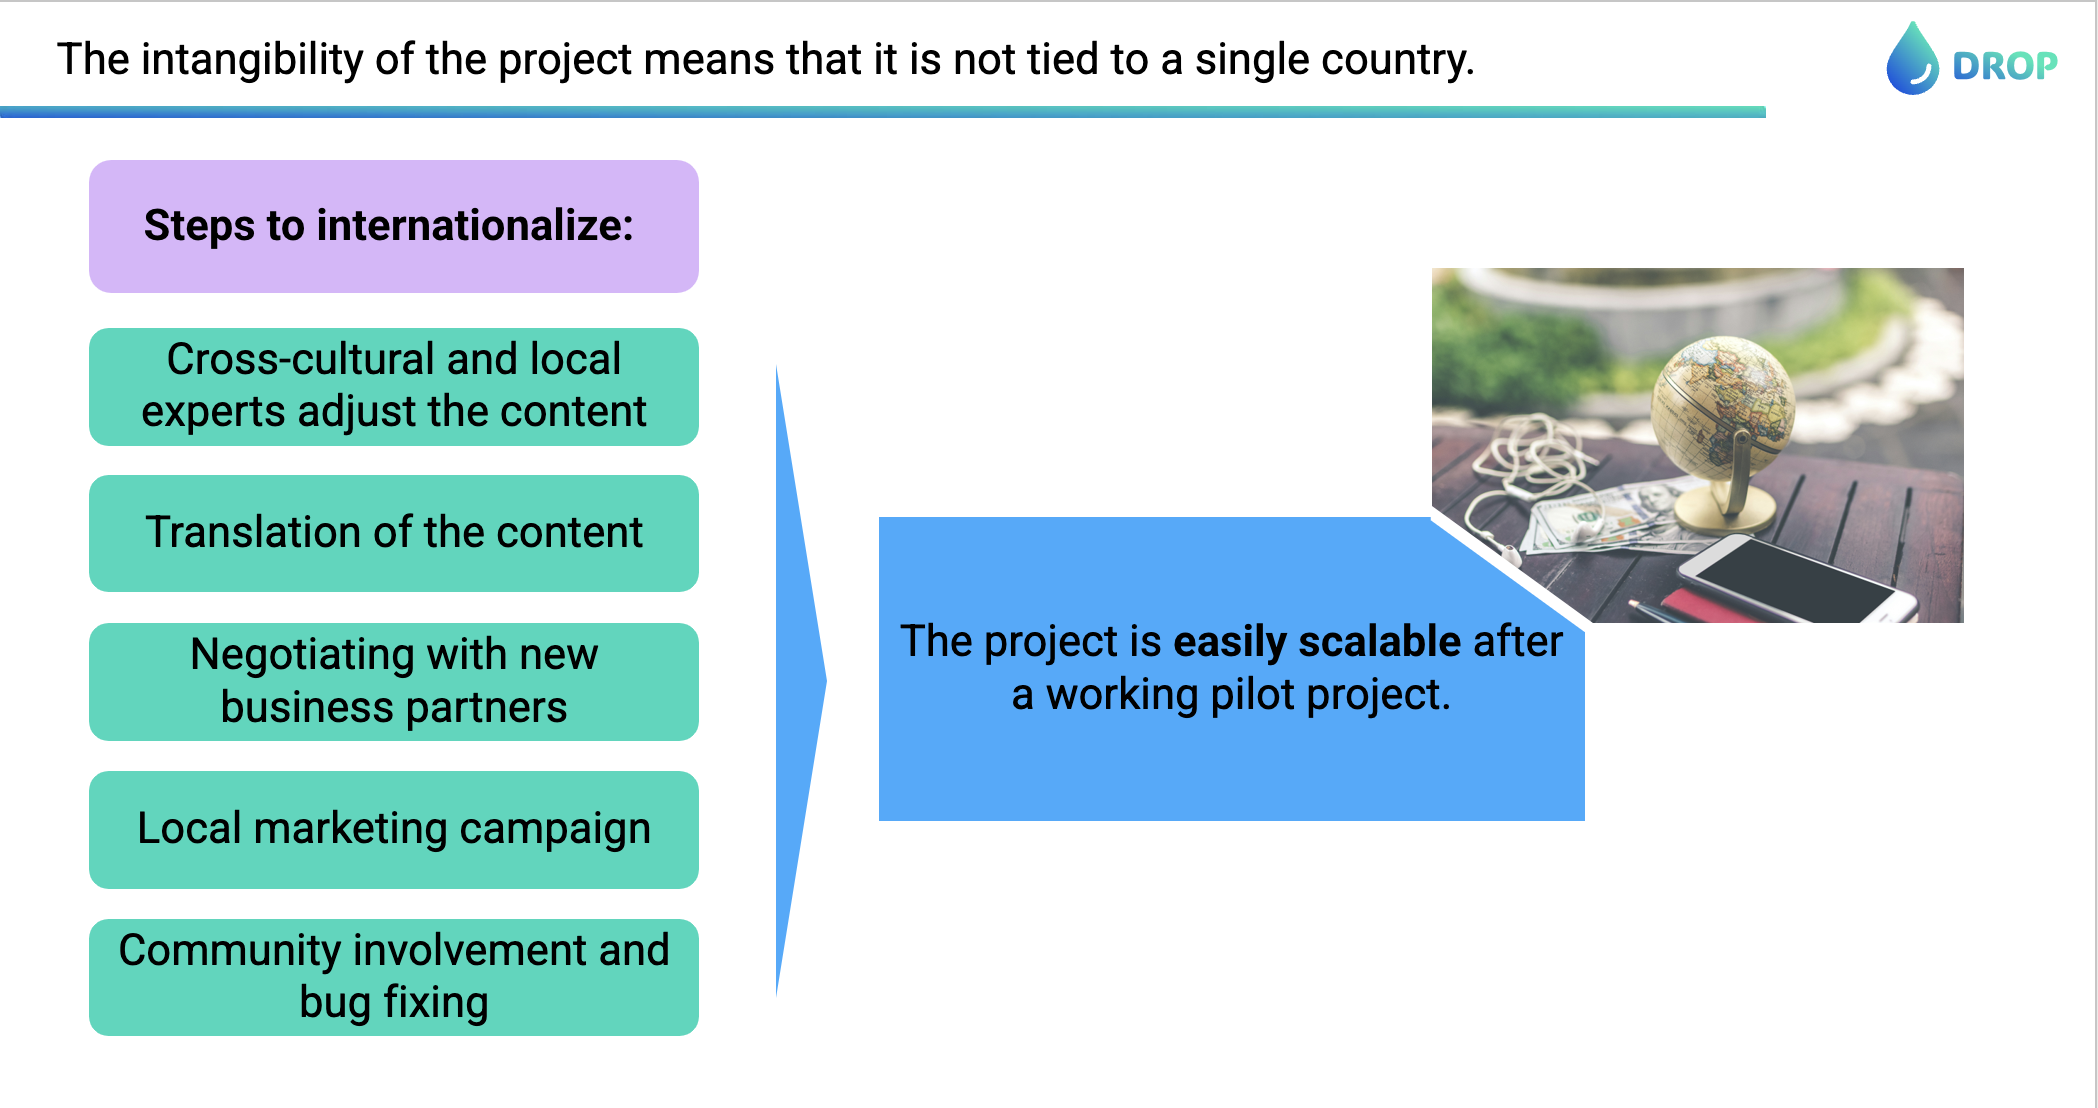 The intangibility of the project means that it is not tied to a single country.
DROP
Steps to internationalize:
Cross-cultural and local
experts adjust the content
Translation of the content
Negotiating with new
business partners
Local marketing campaign
Community involvement and
bug fixing
The project is easily scalable after
a working pilot project.